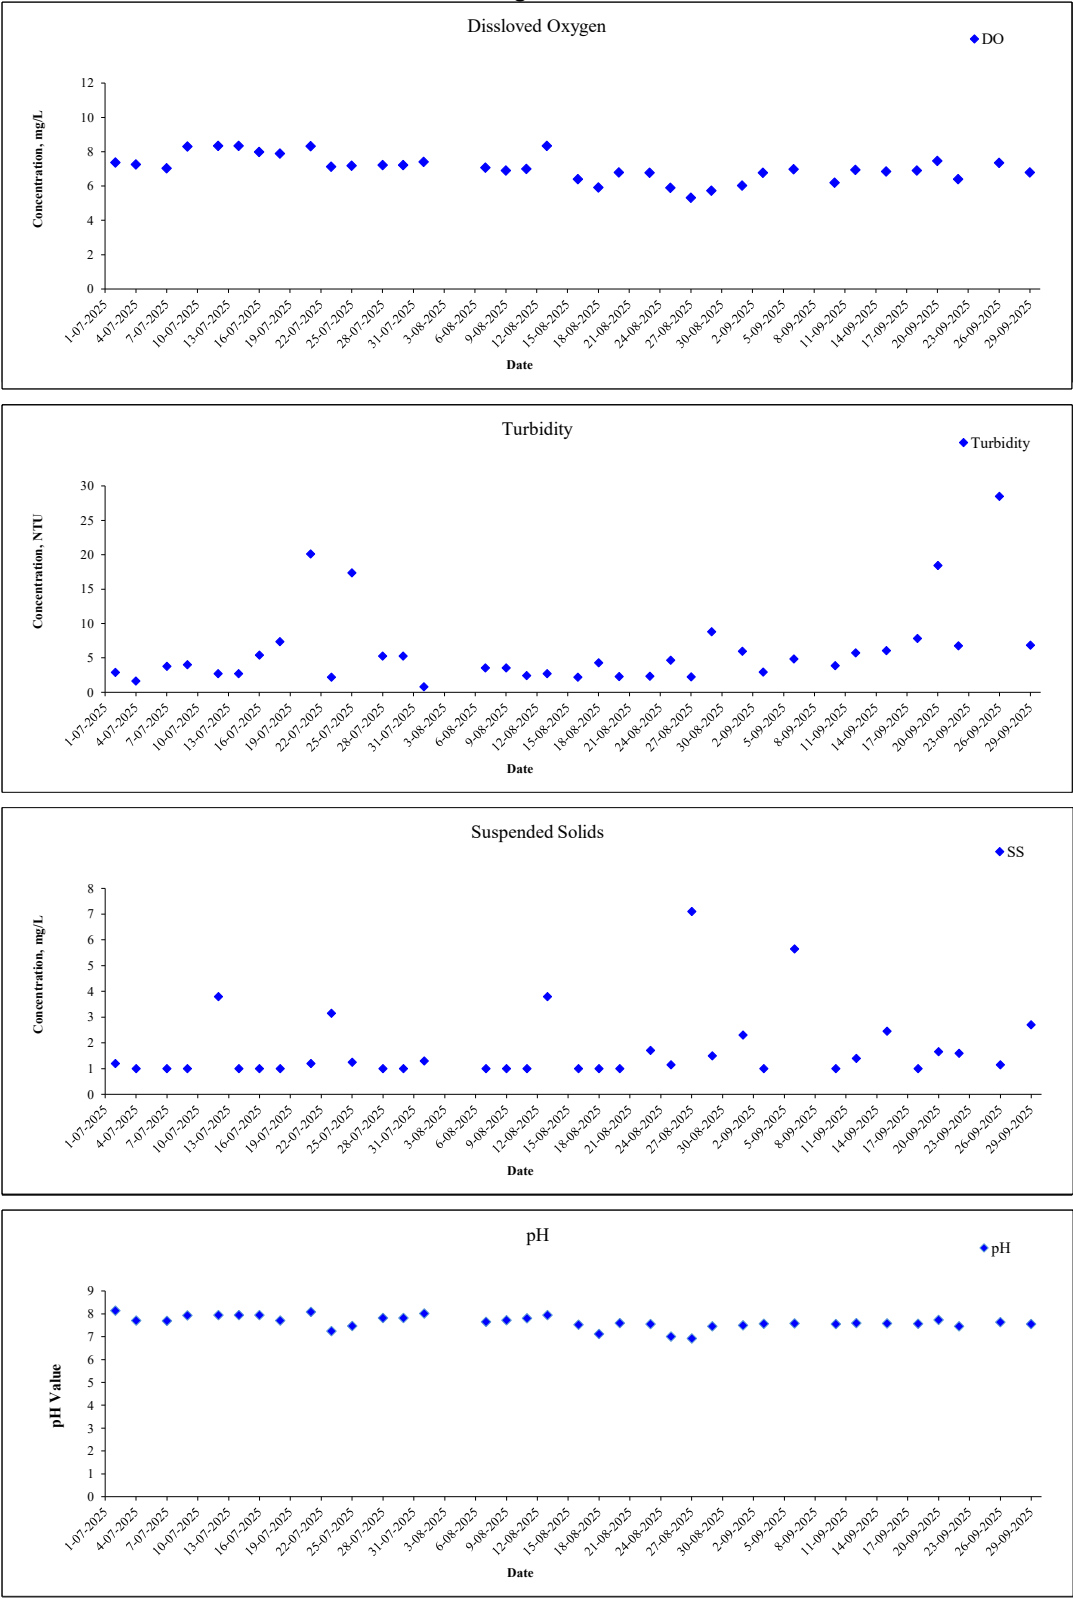 Dissloved Oxygen
DO
Concentration, mg/L
12
10
8
6
4
2
0
1-07-2025 4-07-2025 7-07-2025 10-07-2025 13-07-2025 16-07-2025 19-07-2025 22-07-2025 25-07-2025 28-07-2025 31-07-2025 3-08-2025 6-08-2025 9-08-2025 12-08-2025 15-08-2025 18-08-2025 21-08-2025 24-08-2025 27-08-2025 30-08-2025 2-09-2025 5-09-2025 8-09-2025 11-09-2025 14-09-2025 17-09-2025 20-09-2025 23-09-2025 26-09-2025 29-09-2025
Date
Turbidity
Turbidity
Concentration, NTU
30
25
20
15
10
5
0
1-07-2025 4-07-2025 7-07-2025 10-07-2025 13-07-2025 16-07-2025 19-07-2025 22-07-2025 25-07-2025 28-07-2025 31-07-2025 3-08-2025 6-08-2025 9-08-2025 12-08-2025 15-08-2025 18-08-2025 21-08-2025 24-08-2025 27-08-2025 30-08-2025 2-09-2025 5-09-2025 8-09-2025 11-09-2025 14-09-2025 17-09-2025 20-09-2025 23-09-2025 26-09-2025 29-09-2025
Date
Suspended Solids
SS
Concentration, mg/L
8
7
6
5
4
3
2
1
0
1-07-2025 4-07-2025 7-07-2025 10-07-2025 13-07-2025 16-07-2025 19-07-2025 22-07-2025 25-07-2025 28-07-2025 31-07-2025 3-08-2025 6-08-2025 9-08-2025 12-08-2025 15-08-2025 18-08-2025 21-08-2025 24-08-2025 27-08-2025 30-08-2025 2-09-2025 5-09-2025 8-09-2025 11-09-2025 14-09-2025 17-09-2025 20-09-2025 23-09-2025 26-09-2025 29-09-2025
Date
pH
pH
pH Value
9
8
7
6
5
4
3
2
1
0
1-07-2025 4-07-2025 7-07-2025 10-07-2025 13-07-2025 16-07-2025 19-07-2025 22-07-2025 25-07-2025 28-07-2025 31-07-2025 3-08-2025 6-08-2025 9-08-2025 12-08-2025 15-08-2025 18-08-2025 21-08-2025 24-08-2025 27-08-2025 30-08-2025 2-09-2025 5-09-2025 8-09-2025 11-09-2025 14-09-2025 17-09-2025 20-09-2025 23-09-2025 26-09-2025 29-09-2025
Date